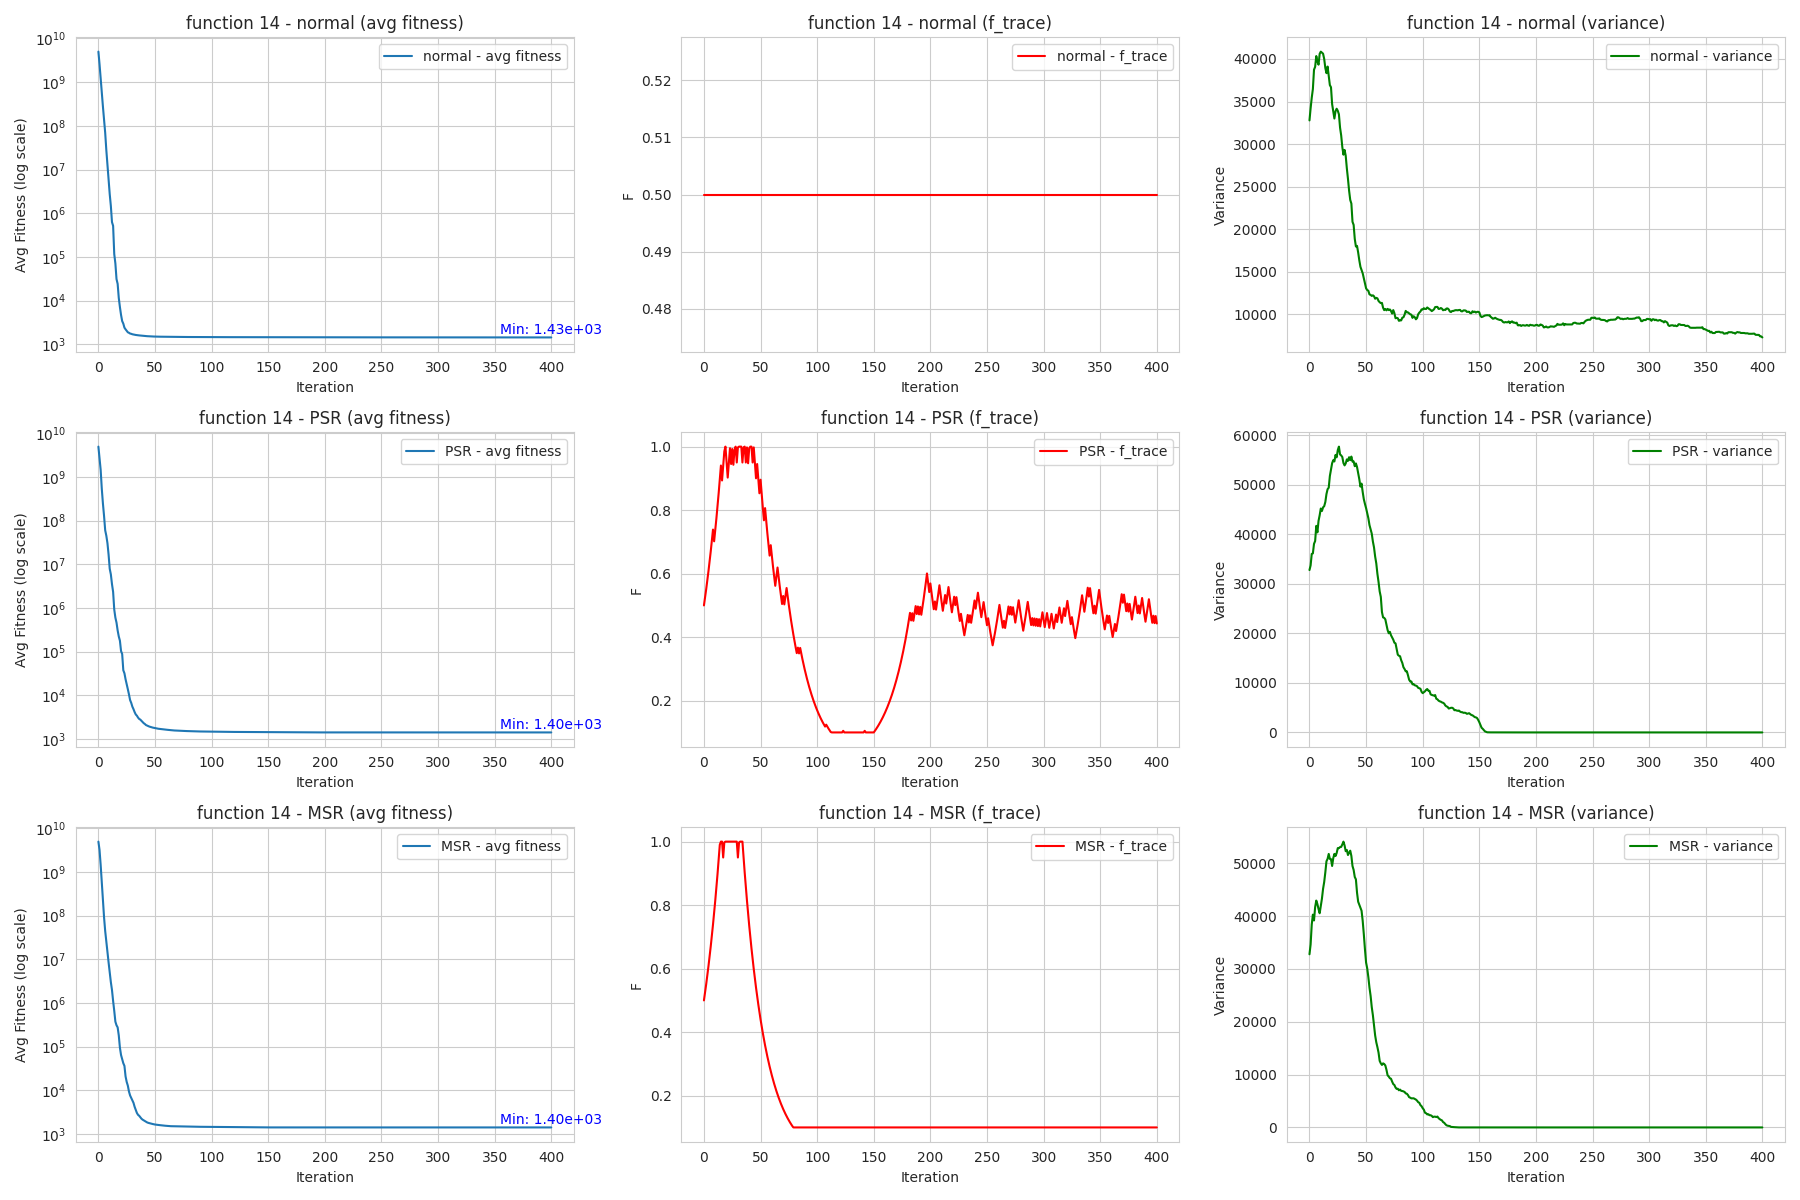 function 14 - normal (avg fitness)
normal - avg fitness
Avg Fitness (log scale)
10^10
10^9
10^8
10^7
10^6
10^5
10^4
10^3
Min: 1.43e+03
0 50 100 150 200 250 300 350 400
Iteration
function 14 - normal (f_trace)
normal - f_trace
F
0.52
0.51
0.50
0.49
0.48
0 50 100 150 200 250 300 350 400
Iteration
function 14 - normal (variance)
normal - variance
Variance
40000
35000
30000
25000
20000
15000
10000
0 50 100 150 200 250 300 350 400
Iteration
function 14 - PSR (avg fitness)
PSR - avg fitness
Avg Fitness (log scale)
10^10
10^9
10^8
10^7
10^6
10^5
10^4
10^3
Min: 1.40e+03
0 50 100 150 200 250 300 350 400
Iteration
function 14 - PSR (f_trace)
PSR - f_trace
F
1.0
0.8
0.6
0.4
0.2
0 50 100 150 200 250 300 350 400
Iteration
function 14 - PSR (variance)
PSR - variance
Variance
60000
50000
40000
30000
20000
10000
0
0 50 100 150 200 250 300 350 400
Iteration
function 14 - MSR (avg fitness)
MSR - avg fitness
Avg Fitness (log scale)
10^10
10^9
10^8
10^7
10^6
10^5
10^4
10^3
Min: 1.40e+03
0 50 100 150 200 250 300 350 400
Iteration
function 14 - MSR (f_trace)
MSR - f_trace
F
1.0
0.8
0.6
0.4
0.2
0 50 100 150 200 250 300 350 400
Iteration
function 14 - MSR (variance)
MSR - variance
Variance
50000
40000
30000
20000
10000
0
0 50 100 150 200 250 300 350 400
Iteration